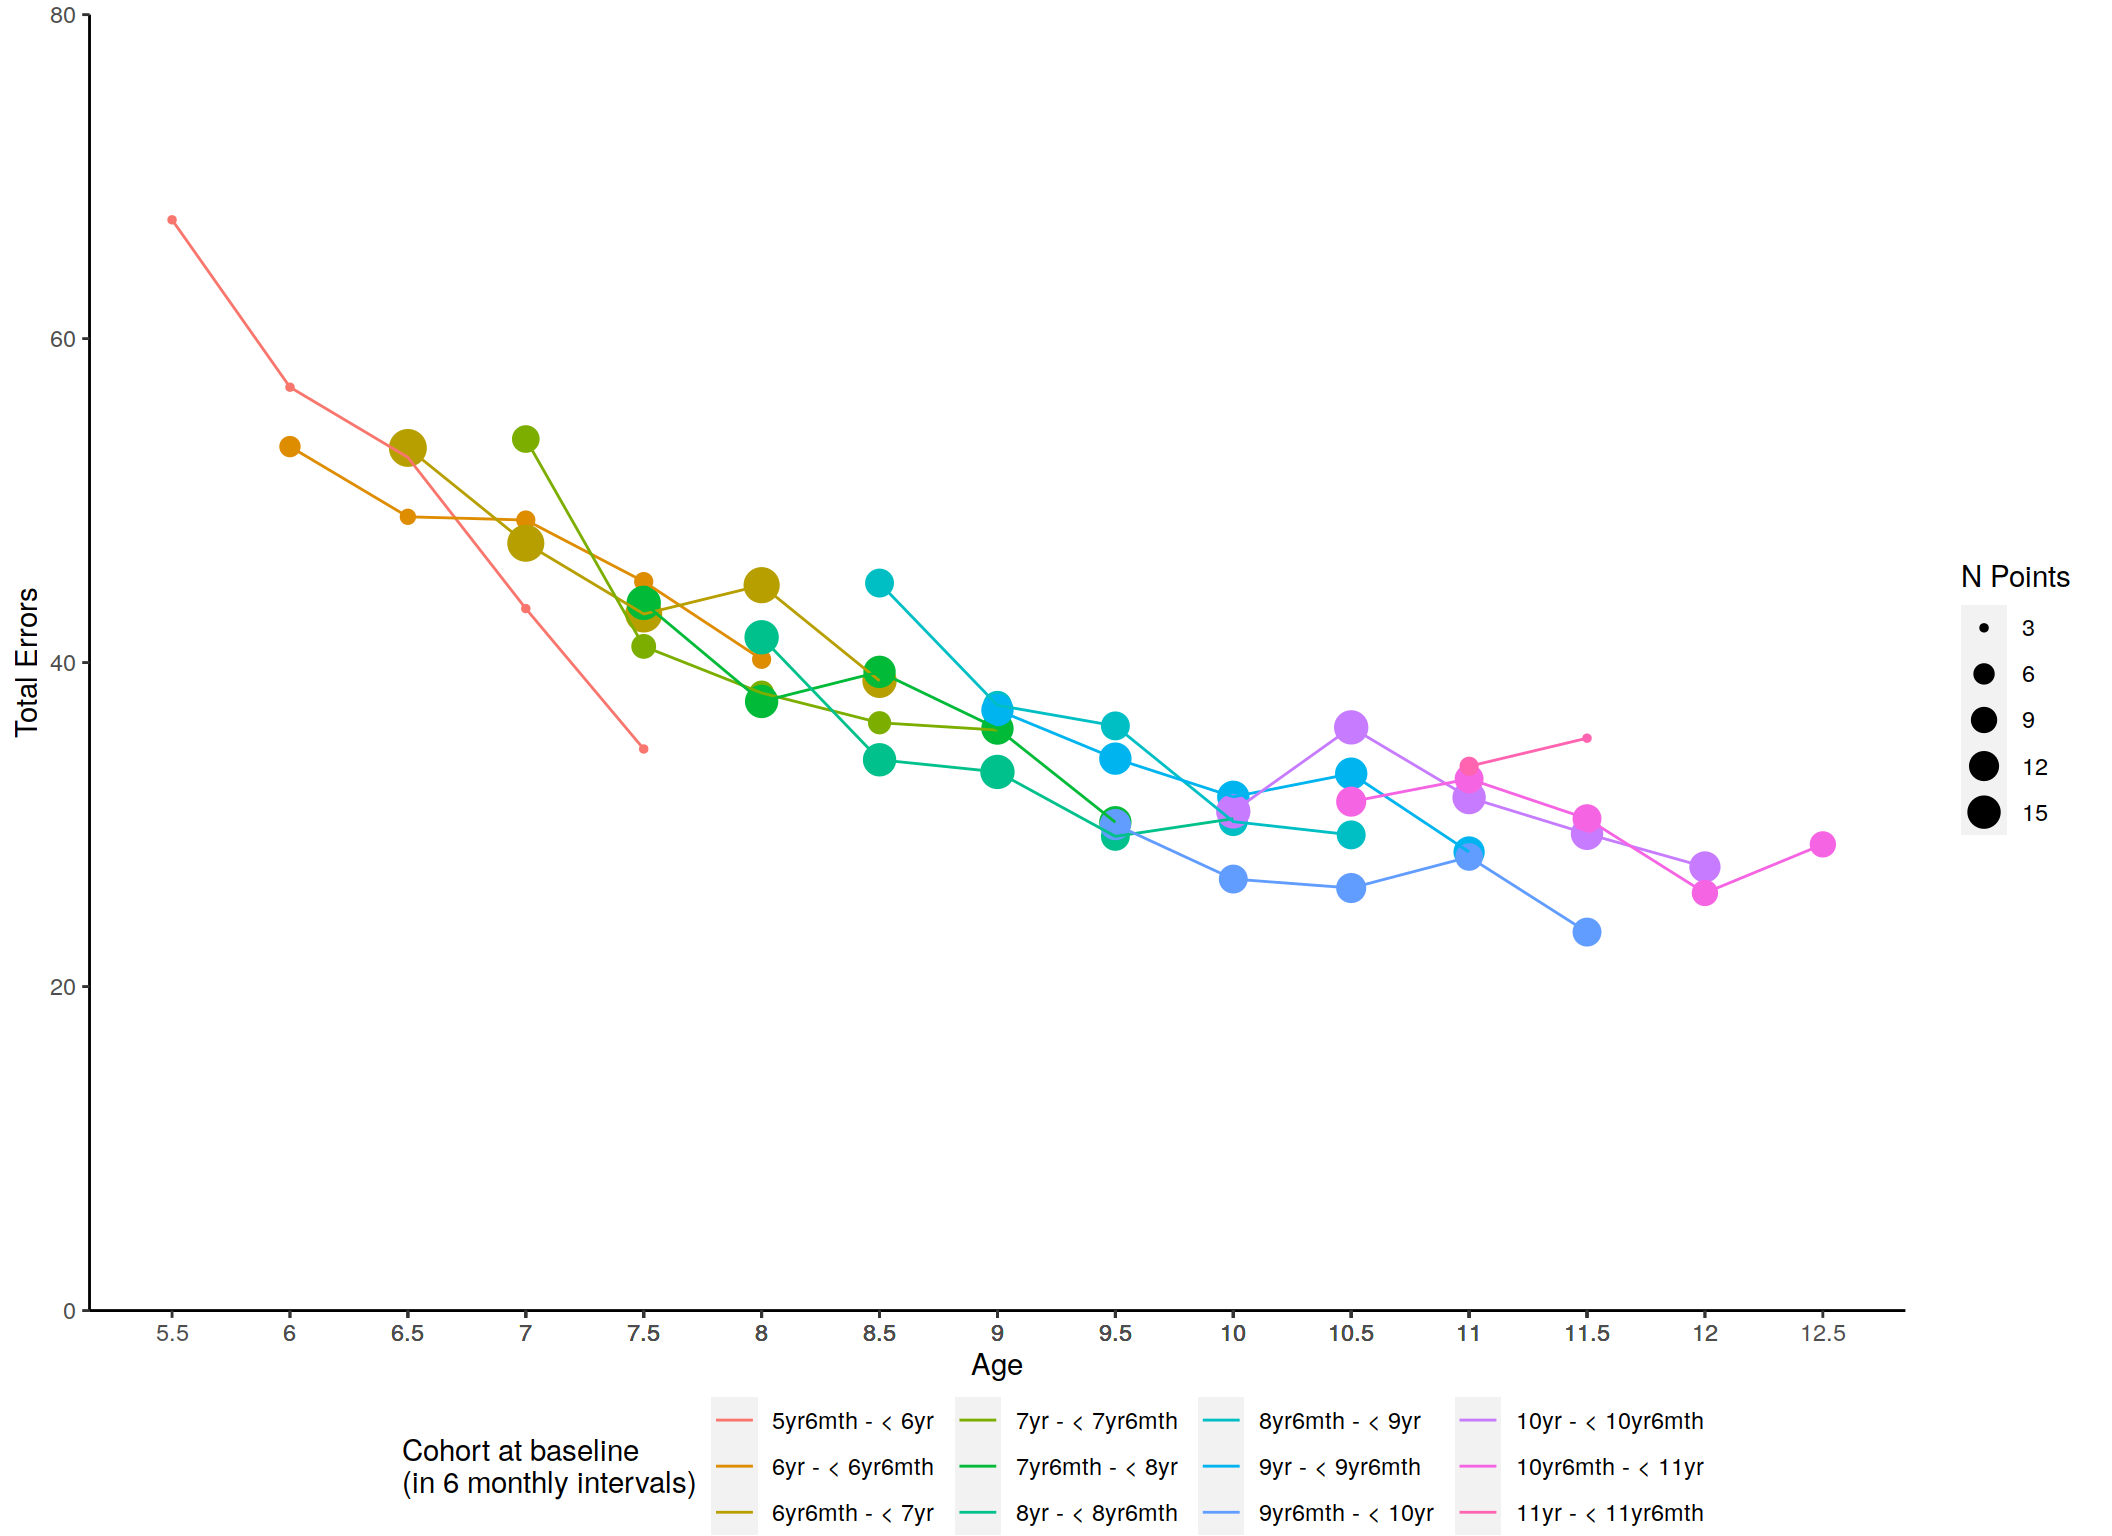 80
60
40
20
0
Total Errors
5.5 6 6.5 7 7.5 8 8.5 9 9.5 10 10.5 11 11.5 12 12.5
Age
N Points
3
6
9
12
15
Cohort at baseline
(in 6 monthly intervals)
5yr6mth - < 6yr
6yr - < 6yr6mth
6yr6mth - < 7yr
7yr - < 7yr6mth
7yr6mth - < 8yr
8yr - < 8yr6mth
8yr6mth - < 9yr
9yr - < 9yr6mth
9yr6mth - < 10yr
10yr - < 10yr6mth
10yr6mth - < 11yr
11yr - < 11yr6mth